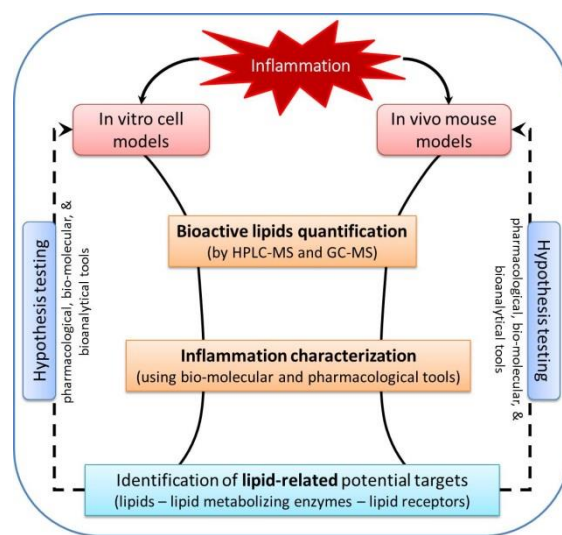 Inflammation
In vitro cell
models
In vivo mouse
models
Bioactive lipids quantification
(by HPLC-MS and GC-MS)
Hypothesis testing
pharmacological, bio-molecular, &
bioanalytical tools
Hypothesis testing
pharmacological, bio-molecular, &
bioanalytical tools
Inflammation characterization
(using bio-molecular and pharmacological tools)
Identification of lipid-related potential targets
(lipids – lipid metabolizing enzymes – lipid receptors)